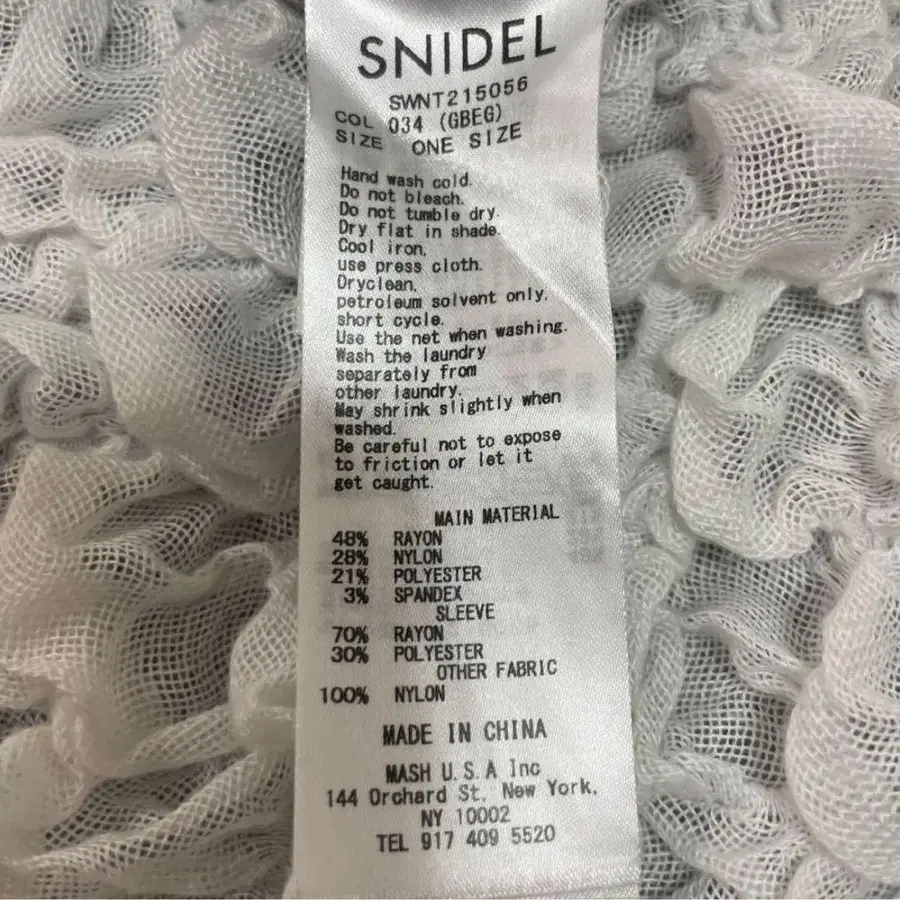 SNIDEL
SWNT215056
COL 034 (GBEG)
SIZE ONE SIZE
Hand wash cold.
Do not bleach.
Do not tumble dry.
Dry flat in shade.
Cool iron,
use press cloth.
Dryclean,
petroleum solvent only.
short cycle.
Use the net when washing.
Wash the laundry
separately from
other laundry.
May shrink slightly when
washed.
Be careful not to expose
to friction or let it
get caught.
MAIN MATERIAL
48% RAYON
28% NYLON
21% POLYESTER
3% SPANDEX
SLEEVE
70% RAYON
30% POLYESTER
OTHER FABRIC
100% NYLON
MADE IN CHINA
MASH U.S.A Inc
144 Orchard St. New York.
NY 10002
TEL 917 409 5520